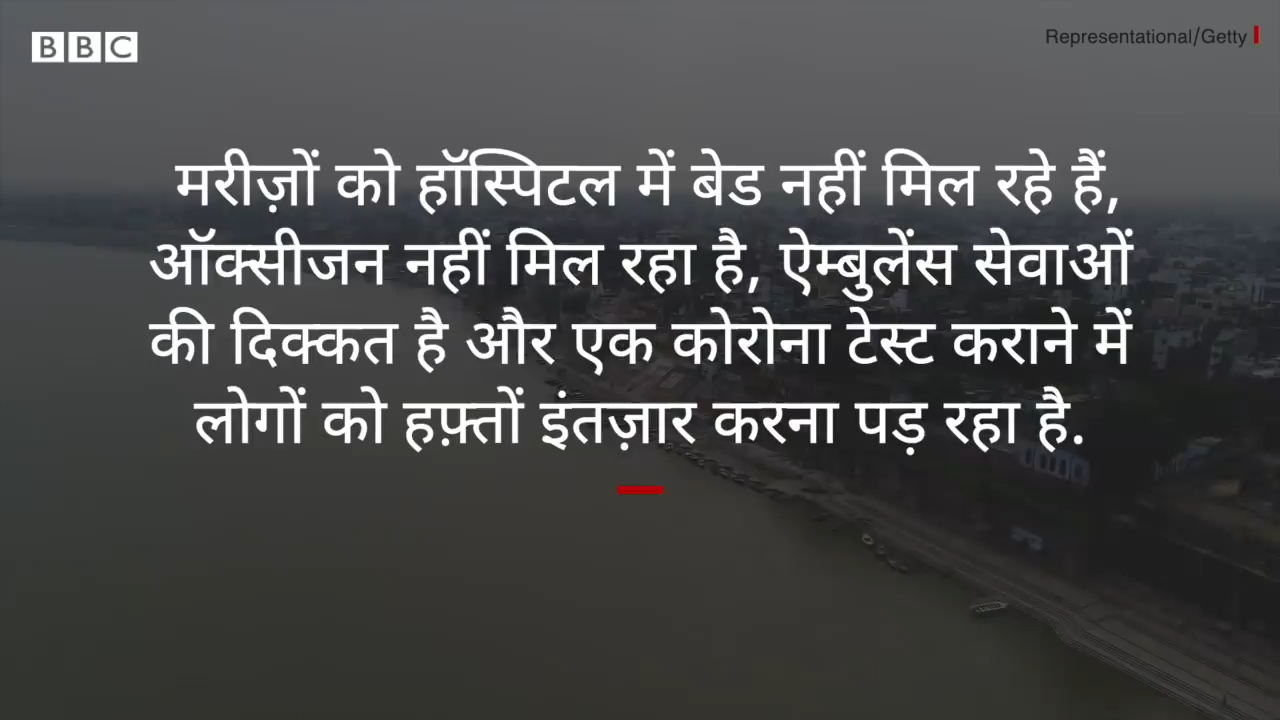 BBC
Representational/Getty
मरीज़ों को हॉस्पिटल में बेड नहीं मिल रहे हैं,
ऑक्सीजन नहीं मिल रहा है, ऐम्बुलेंस सेवाओं
की दिक्कत है और एक कोरोना टेस्ट कराने में
लोगों को हफ़्तों इंतज़ार करना पड़ रहा है.